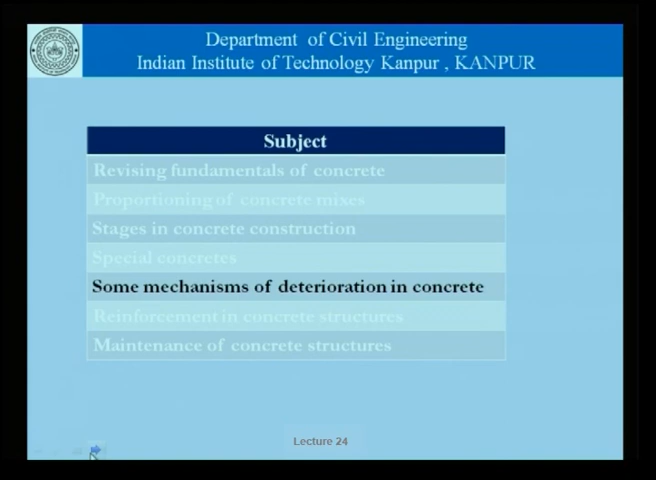 Department of Civil Engineering
Indian Institute of Technology Kanpur , KANPUR
Subject
Revising fundamentals of concrete
Proportioning of concrete mixes
Stages in concrete construction
Special concretes
Some mechanisms of deterioration in concrete
Reinforcement in concrete structures
Maintenance of concrete structures
Lecture 24